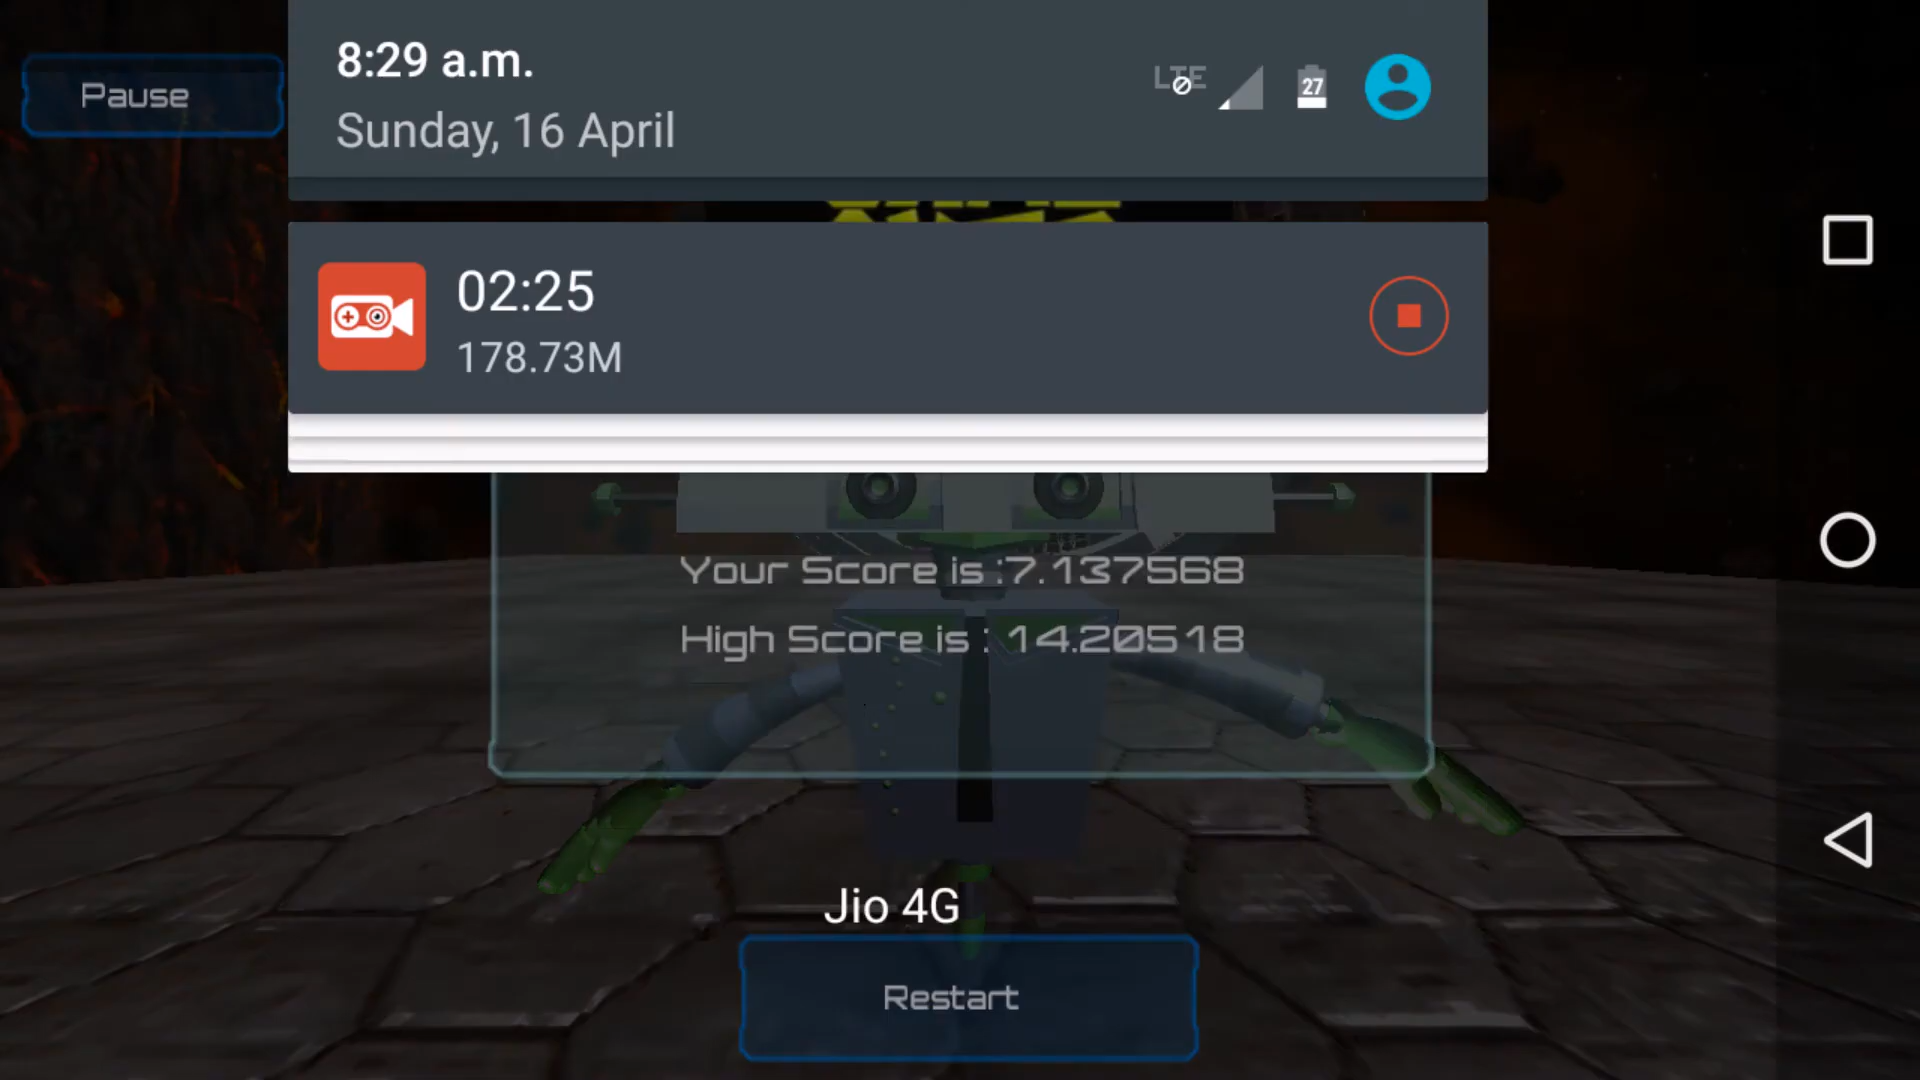 8:29 a.m.
LTE
27
Sunday, 16 April
Pause
02:25
178.73M
Your Score is :7.137568
High Score is : 14.20518
Jio 4G
Restart